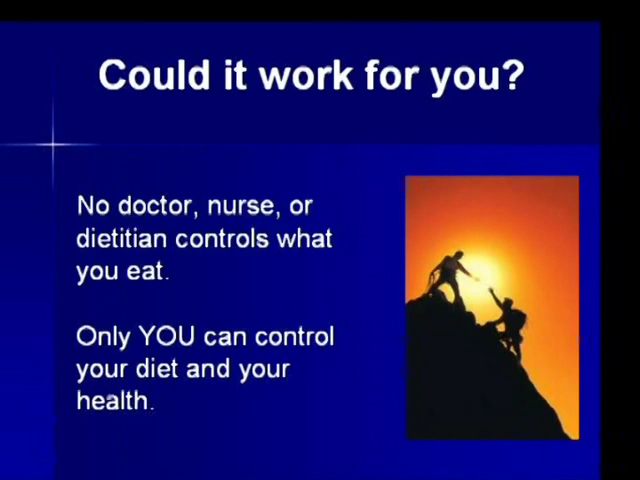 Could it work for you?
No doctor, nurse, or
dietitian controls what
you eat.
Only YOU can control
your diet and your
health.